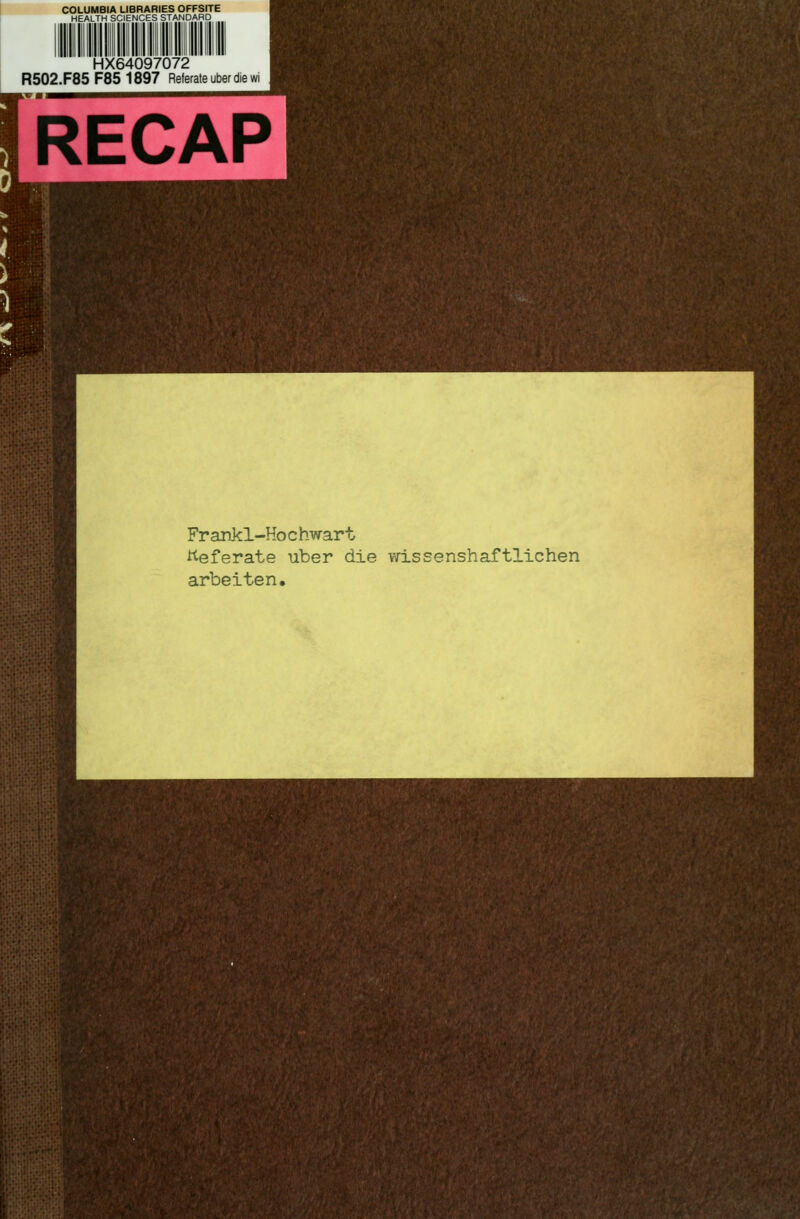 COLUMBIA LIBRARIES OFFSITE
HEALTH SCIENCES STANDARD
HX64097072
R502.F85 F85 1897 Referate uber die wi
RECAP
Frankl-Hochwart
Referate uber die wissenshaftlichen
arbeiten.